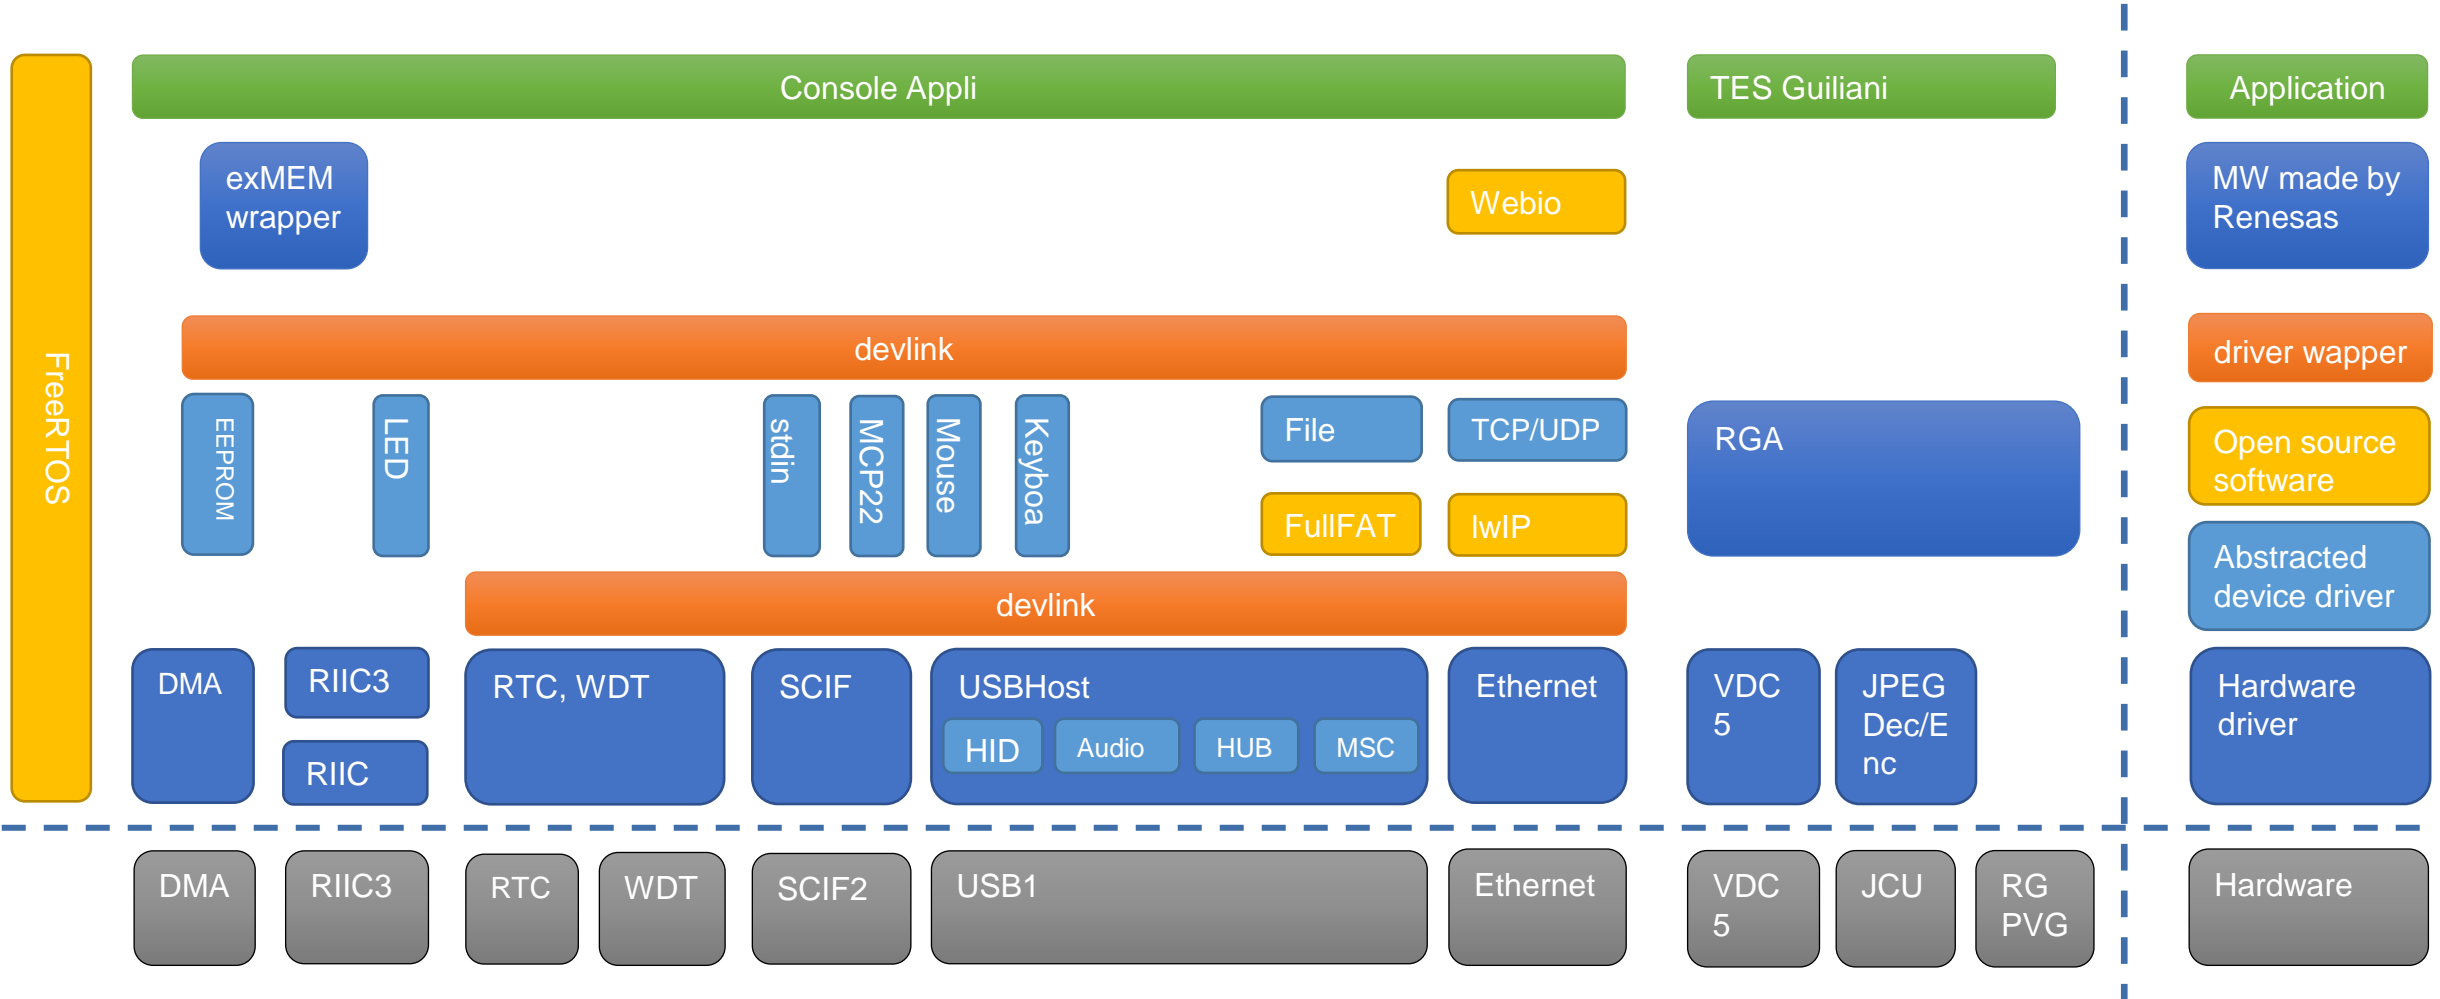 FreeRTOS
Console Appli
TES Guiliani
Application
exMEM
wrapper
Webio
MW made by
Renesas
devlink
driver wapper
EEPROM
LED
stdin
MCP22
Mouse
Keyboa
File
TCP/UDP
RGA
Open source
software
FullFAT
lwIP
Abstracted
device driver
devlink
DMA
RIIC3
RIIC
RTC, WDT
SCIF
USBHost
HID
Audio
HUB
MSC
Ethernet
VDC
5
JPEG
Dec/E
nc
Hardware
driver
DMA
RIIC3
RTC
WDT
SCIF2
USB1
Ethernet
VDC
5
JCU
RG
PVG
Hardware